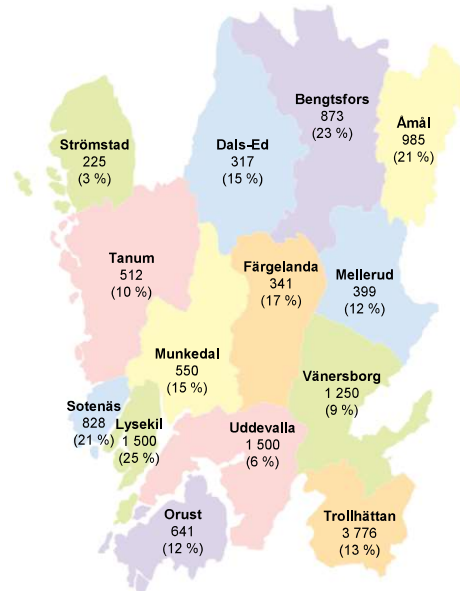 Bengtsfors
873
(23 %)
Åmål
985
(21 %)
Strömstad
225
(3 %)
Dals-Ed
317
(15 %)
Tanum
512
(10 %)
Färgelanda
341
(17 %)
Mellerud
399
(12 %)
Munkedal
550
(15 %)
Vänersborg
1 250
(9 %)
Sotenäs
828
(21 %)
Lysekil
1 500
(25 %)
Uddevalla
1 500
(6 %)
Orust
641
(12 %)
Trollhättan
3 776
(13 %)